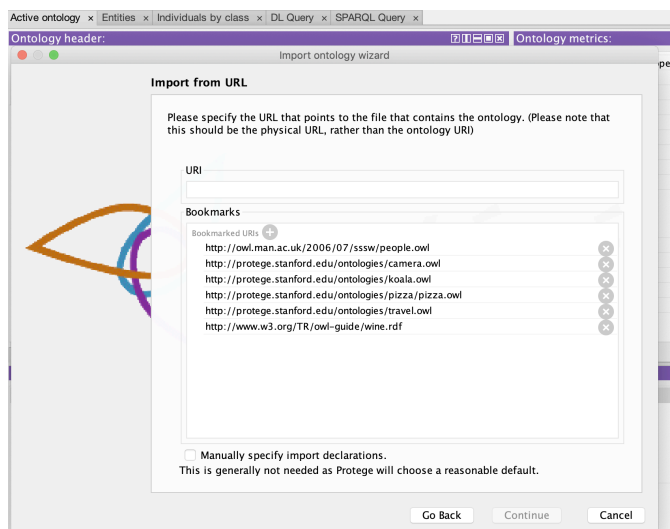 Active ontology × Entities × Individuals by class × DL Query × SPARQL Query ×
Ontology header: Ontology metrics:
Import ontology wizard
Import from URL
Please specify the URL that points to the file that contains the ontology. (Please note that
this should be the physical URL, rather than the ontology URI)
URI
Bookmarks
Bookmarked URIs
http://owl.man.ac.uk/2006/07/sssw/people.owl
http://protege.stanford.edu/ontologies/camera.owl
http://protege.stanford.edu/ontologies/koala.owl
http://protege.stanford.edu/ontologies/pizza/pizza.owl
http://protege.stanford.edu/ontologies/travel.owl
http://www.w3.org/TR/owl-guide/wine.rdf
Manually specify import declarations.
This is generally not needed as Protege will choose a reasonable default.
Go Back Continue Cancel